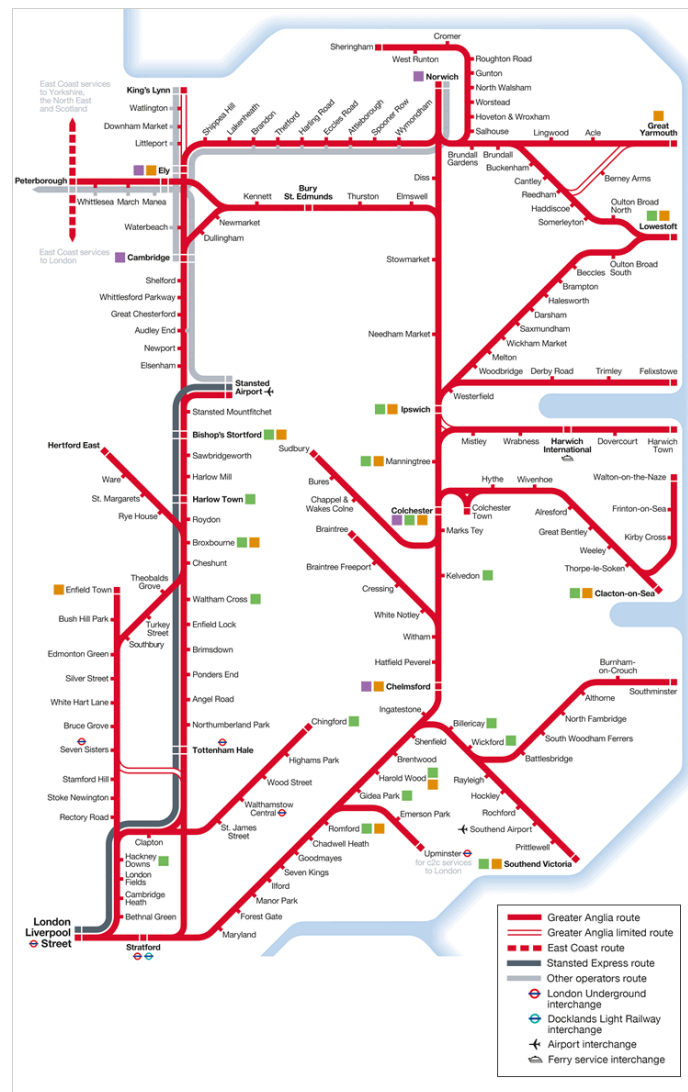 Cromer
Sheringham
West Runton
Roughton Road
Gunton
North Walsham
Worstead
Hoveton & Wroxham
Salhouse
Norwich
East Coast services
to Yorkshire,
the North East
and Scotland
King's Lynn
Watlington
Downham Market
Littleport
Shippea Hill
Lakenheath
Brandon
Thetford
Harling Road
Eccles Road
Attleborough
Spooner Row
Wymondham
Lingwood
Acle
Great
Yarmouth
Brundall
Gardens
Brundall
Buckenham
Cantley
Reedham
Berney Arms
Haddiscoe
Somerleyton
Oulton Broad
North
Lowestoft
Ely
Peterborough
Whittlesea
March
Manea
Diss
Kennett
Bury
St. Edmunds
Thurston
Elmswell
Newmarket
Dullingham
Waterbeach
East Coast services
to London
Cambridge
Stowmarket
Oulton Broad
South
Beccles
Brampton
Halesworth
Darsham
Saxmundham
Wickham Market
Melton
Woodbridge
Shelford
Whittlesford Parkway
Great Chesterford
Audley End
Newport
Elsenham
Needham Market
Derby Road
Trimley
Felixstowe
Westerfield
Stansted
Airport
Stansted Mountfitchet
Ipswich
Bishop's Stortford
Mistley
Wrabness
Harwich
International
Dovercourt
Harwich
Town
Hertford East
Sawbridgeworth
Sudbury
Manningtree
Ware
Harlow Mill
Bures
Hythe
Wivenhoe
Walton-on-the-Naze
St. Margarets
Harlow Town
Chappel &
Wakes Colne
Colchester
Colchester
Town
Alresford
Frinton-on-Sea
Rye House
Roydon
Braintree
Marks Tey
Great Bentley
Kirby Cross
Broxbourne
Weeley
Cheshunt
Braintree Freeport
Thorpe-le-Soken
Theobalds
Grove
Cressing
Kelvedon
Enfield Town
Waltham Cross
Clacton-on-Sea
Bush Hill Park
Turkey
Street
Enfield Lock
White Notley
Southbury
Witham
Edmonton Green
Brimsdown
Hatfield Peverel
Burnham-
on-Crouch
Silver Street
Ponders End
Chelmsford
Southminster
White Hart Lane
Angel Road
Ingatestone
Althorne
Bruce Grove
Northumberland Park
Chingford
Billericay
North Fambridge
Seven Sisters
Tottenham Hale
Shenfield
Wickford
South Woodham Ferrers
Highams Park
Brentwood
Battlesbridge
Stamford Hill
Wood Street
Harold Wood
Rayleigh
Stoke Newington
Walthamstow
Central
Gidea Park
Hockley
Rectory Road
St. James
Street
Emerson Park
Rochford
Clapton
Romford
Southend Airport
Chadwell Heath
Prittlewell
Hackney
Downs
Goodmayes
Upminster
for c2c services
to London
Southend Victoria
London
Fields
Seven Kings
Ilford
Cambridge
Heath
Manor Park
Bethnal Green
Forest Gate
London
Liverpool
Street
Maryland
Stratford
Greater Anglia route
Greater Anglia limited route
East Coast route
Stansted Express route
Other operators route
London Underground
interchange
Docklands Light Railway
interchange
Airport interchange
Ferry service interchange